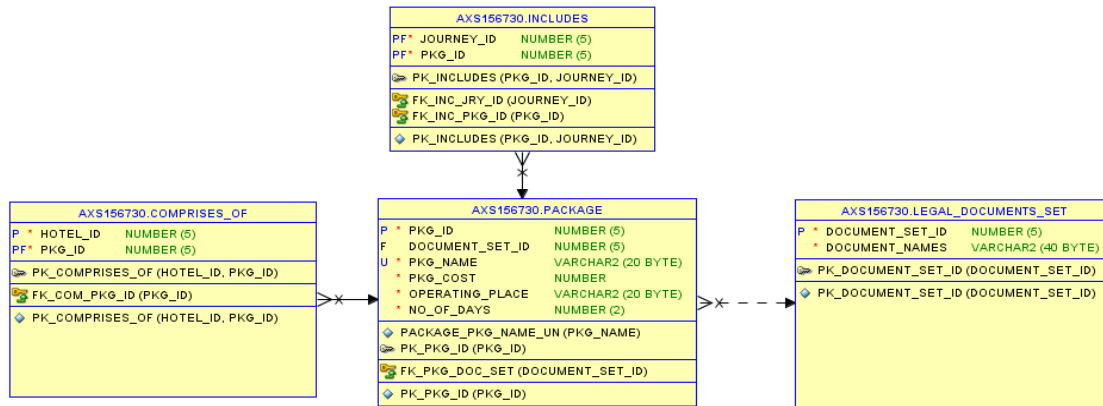 AXS156730.INCLUDES
PF* JOURNEY_ID NUMBER (5)
PF* PKG_ID NUMBER (5)
PK_INCLUDES (PKG_ID, JOURNEY_ID)
FK_INC_JRY_ID (JOURNEY_ID)
FK_INC_PKG_ID (PKG_ID)
PK_INCLUDES (PKG_ID, JOURNEY_ID)
AXS156730.COMPRISES_OF
P * HOTEL_ID NUMBER (5)
PF* PKG_ID NUMBER (5)
PK_COMPRISES_OF (HOTEL_ID, PKG_ID)
FK_COM_PKG_ID (PKG_ID)
PK_COMPRISES_OF (HOTEL_ID, PKG_ID)
AXS156730.PACKAGE
P * PKG_ID NUMBER (5)
F DOCUMENT_SET_ID NUMBER (5)
U * PKG_NAME VARCHAR2 (20 BYTE)
* PKG_COST NUMBER
* OPERATING_PLACE VARCHAR2 (20 BYTE)
* NO_OF_DAYS NUMBER (2)
PACKAGE_PKG_NAME_UN (PKG_NAME)
PK_PKG_ID (PKG_ID)
FK_PKG_DOC_SET (DOCUMENT_SET_ID)
PK_PKG_ID (PKG_ID)
AXS156730.LEGAL_DOCUMENTS_SET
P * DOCUMENT_SET_ID NUMBER (5)
* DOCUMENT_NAMES VARCHAR2 (40 BYTE)
PK_DOCUMENT_SET_ID (DOCUMENT_SET_ID)
PK_DOCUMENT_SET_ID (DOCUMENT_SET_ID)